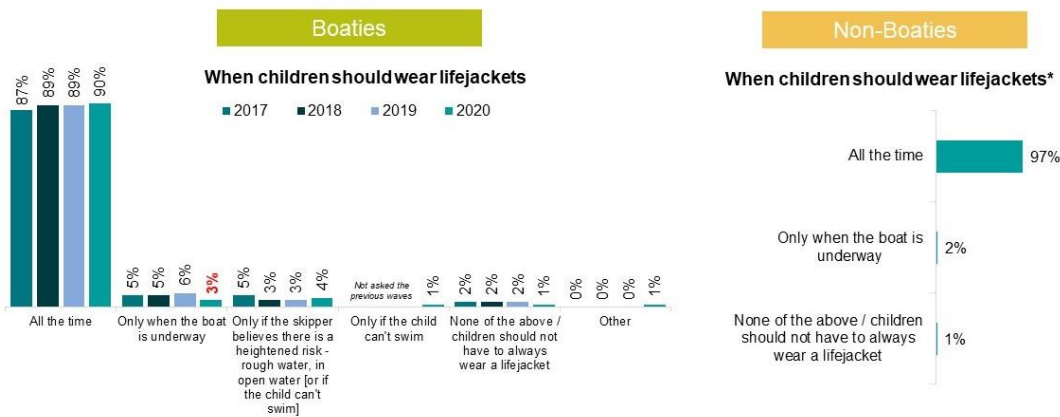 Boaties
When children should wear lifejackets
2017 2018 2019 2020
87% 89% 89% 90%
5% 5% 6% 3%
5% 3% 3% 4%
Not asked the
previous waves
1%
2% 2% 2% 1%
0% 0% 0% 1%
All the time
Only when the boat
is underway
Only if the skipper
believes there is a
heightened risk -
rough water, in
open water [or if
the child can't
swim]
Only if the child
can't swim
None of the above /
children should not
have to always
wear a lifejacket
Other
Non-Boaties
When children should wear lifejackets*
All the time
97%
Only when the boat is
underway
2%
None of the above / children
should not have to always
wear a lifejacket
1%